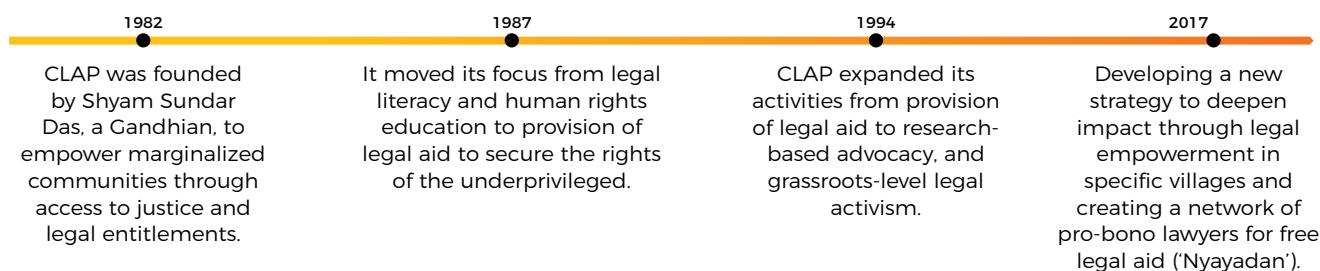 1982
CLAP was founded
by Shyam Sundar
Das, a Gandhian, to
empower marginalized
communities through
access to justice and
legal entitlements.
1987
It moved its focus from legal
literacy and human rights
education to provision of
legal aid to secure the rights
of the underprivileged.
1994
CLAP expanded its
activities from provision
of legal aid to research-
based advocacy, and
grassroots-level legal
activism.
2017
Developing a new
strategy to deepen
impact through legal
empowerment in
specific villages and
creating a network of
pro-bono lawyers for free
legal aid (‘Nyayadan’).